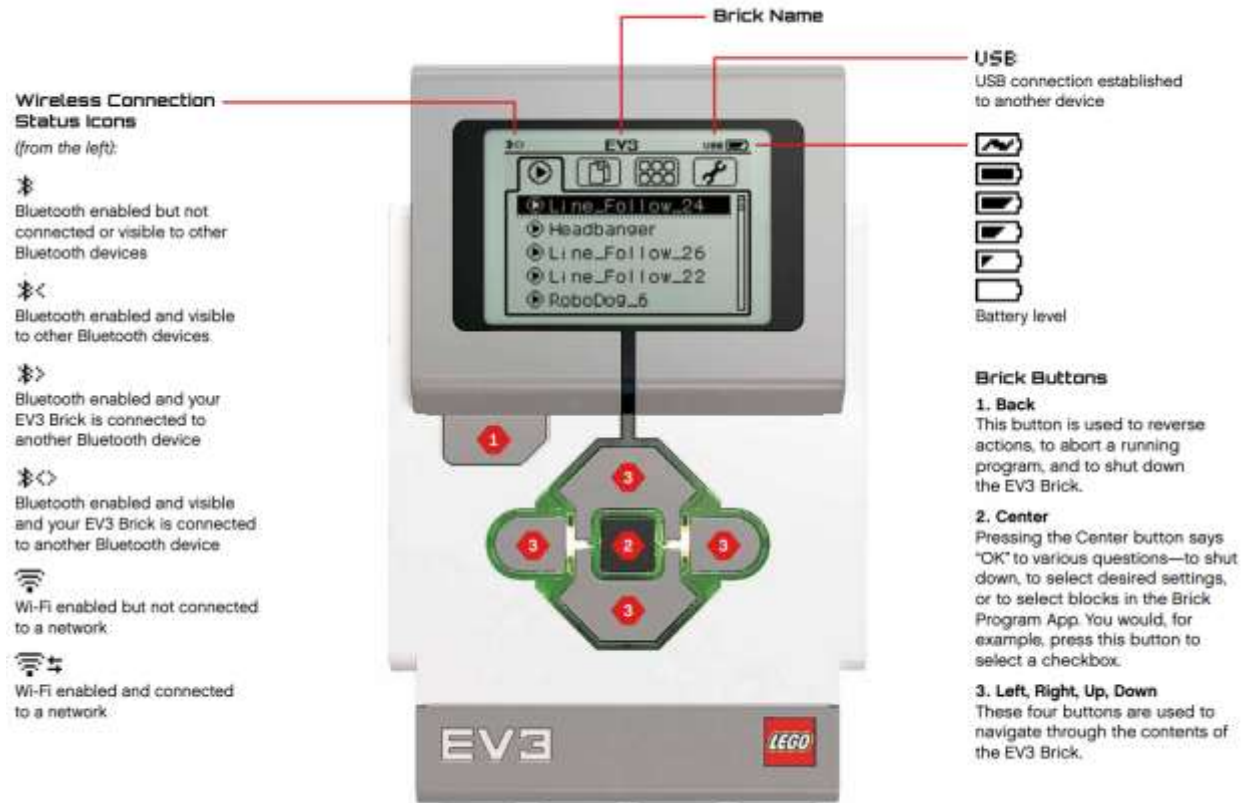 Brick Name
Wireless Connection
Status Icons
(from the left):
Bluetooth enabled but not
connected or visible to other
Bluetooth devices
Bluetooth enabled and visible
to other Bluetooth devices
Bluetooth enabled and your
EV3 Brick is connected to
another Bluetooth device
Bluetooth enabled and visible
and your EV3 Brick is connected
to another Bluetooth device
Wi-Fi enabled but not connected
to a network
Wi-Fi enabled and connected
to a network
EV3
USB
Line_Follow_24
Headbanger
Line_Follow_26
Line_Follow_22
RoboDog_6
1
3
3
2
3
3
EV3
LEGO
USB
USB connection established
to another device
Battery level
Brick Buttons
1. Back
This button is used to reverse
actions, to abort a running
program, and to shut down
the EV3 Brick.
2. Center
Pressing the Center button says
"OK" to various questions—to shut
down, to select desired settings,
or to select blocks in the Brick
Program App. You would, for
example, press this button to
select a checkbox.
3. Left, Right, Up, Down
These four buttons are used to
navigate through the contents of
the EV3 Brick.